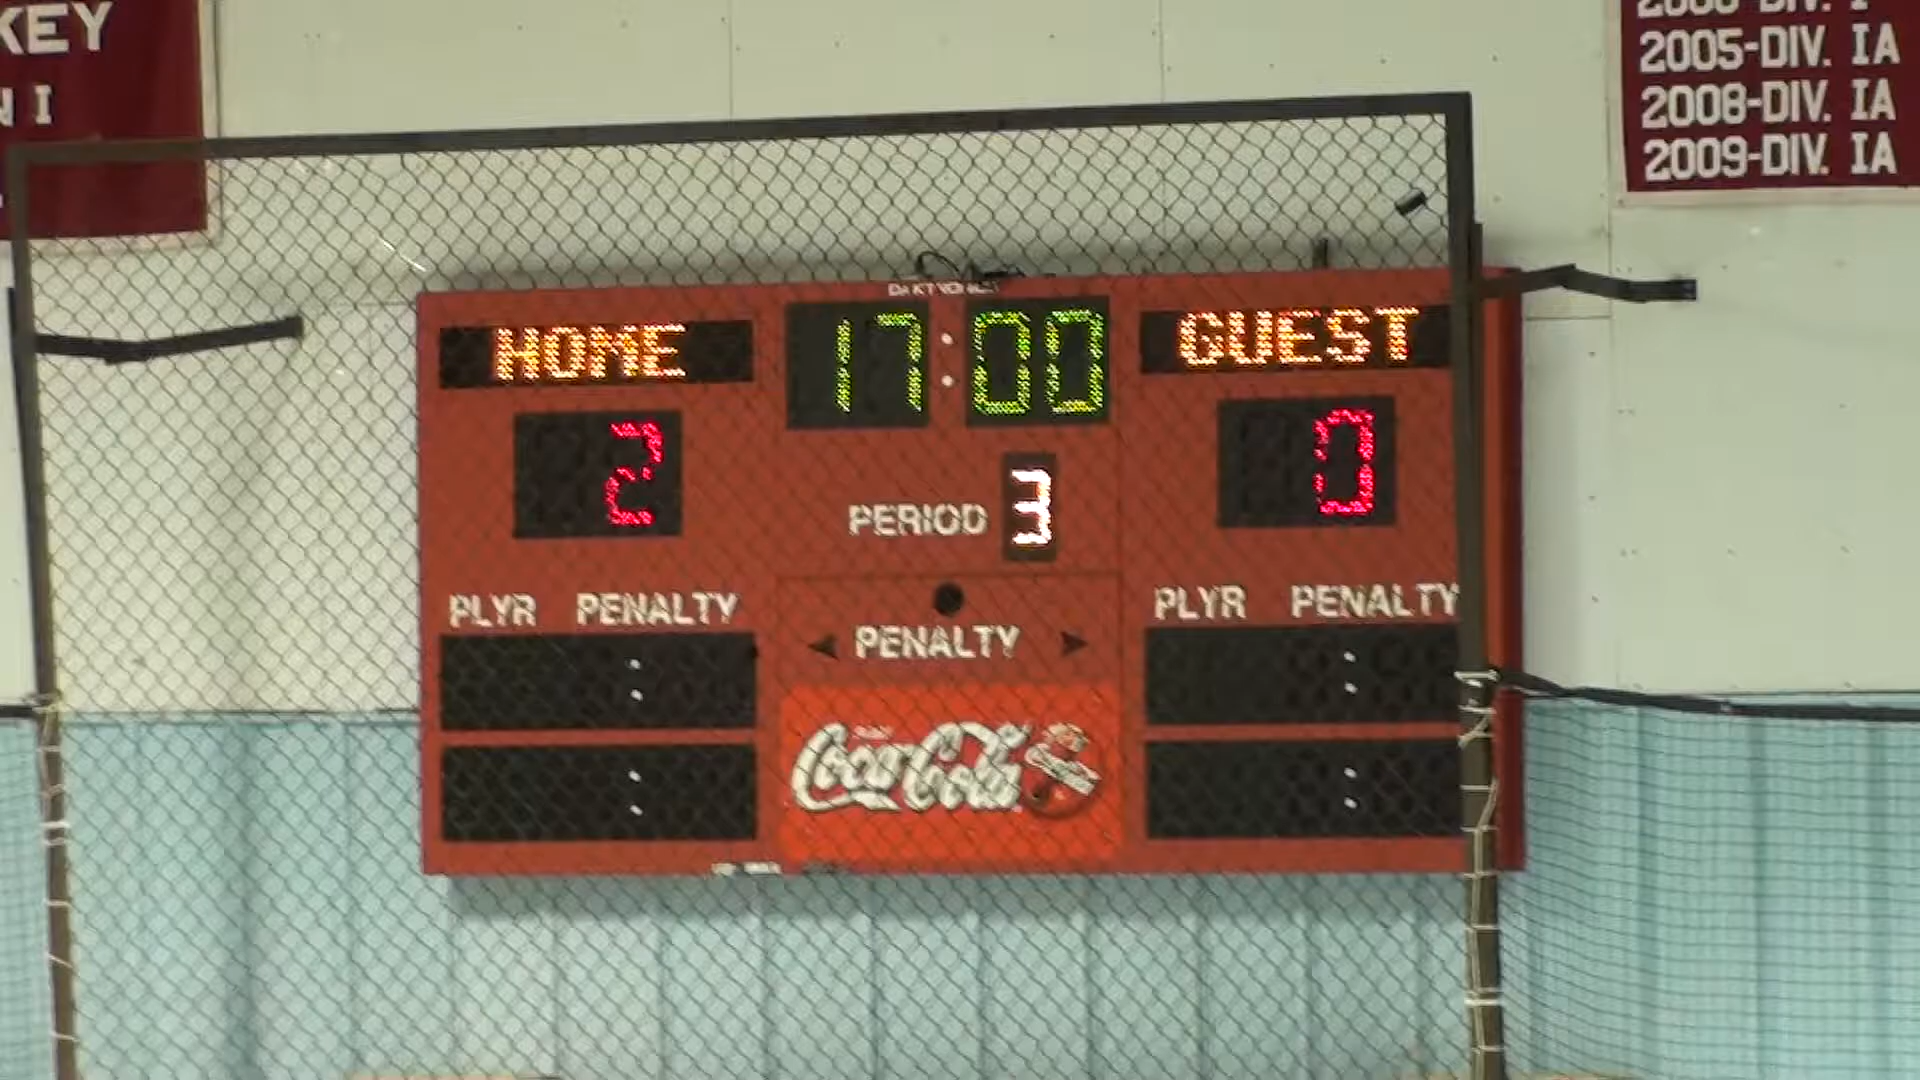 KEY
N I
2005-DIV. IA
2008-DIV. IA
2009-DIV. IA
DAKTRONICS
HOME 17:00 GUEST
2 0
PERIOD 3
PLYR PENALTY PLYR PENALTY
PENALTY
: :
Coca-Cola
: :